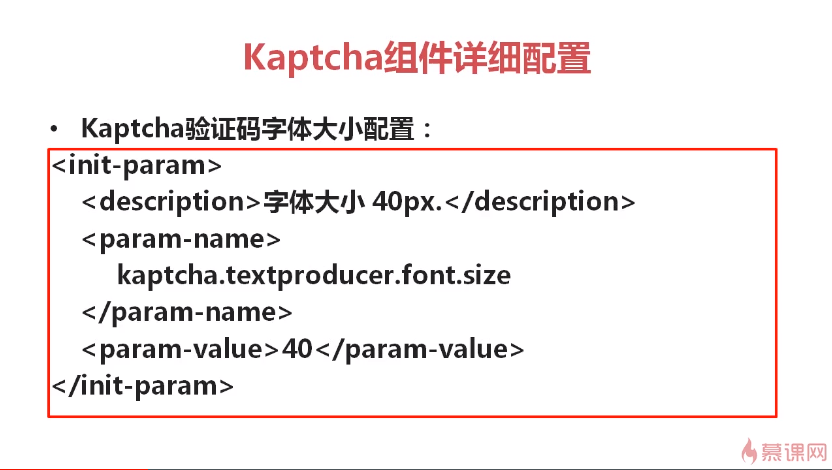 Kaptcha组件详细配置
• Kaptcha验证码字体大小配置：
<init-param>
<description>字体大小 40px.</description>
<param-name>
kaptcha.textproducer.font.size
</param-name>
<param-value>40</param-value>
</init-param>
慕课网